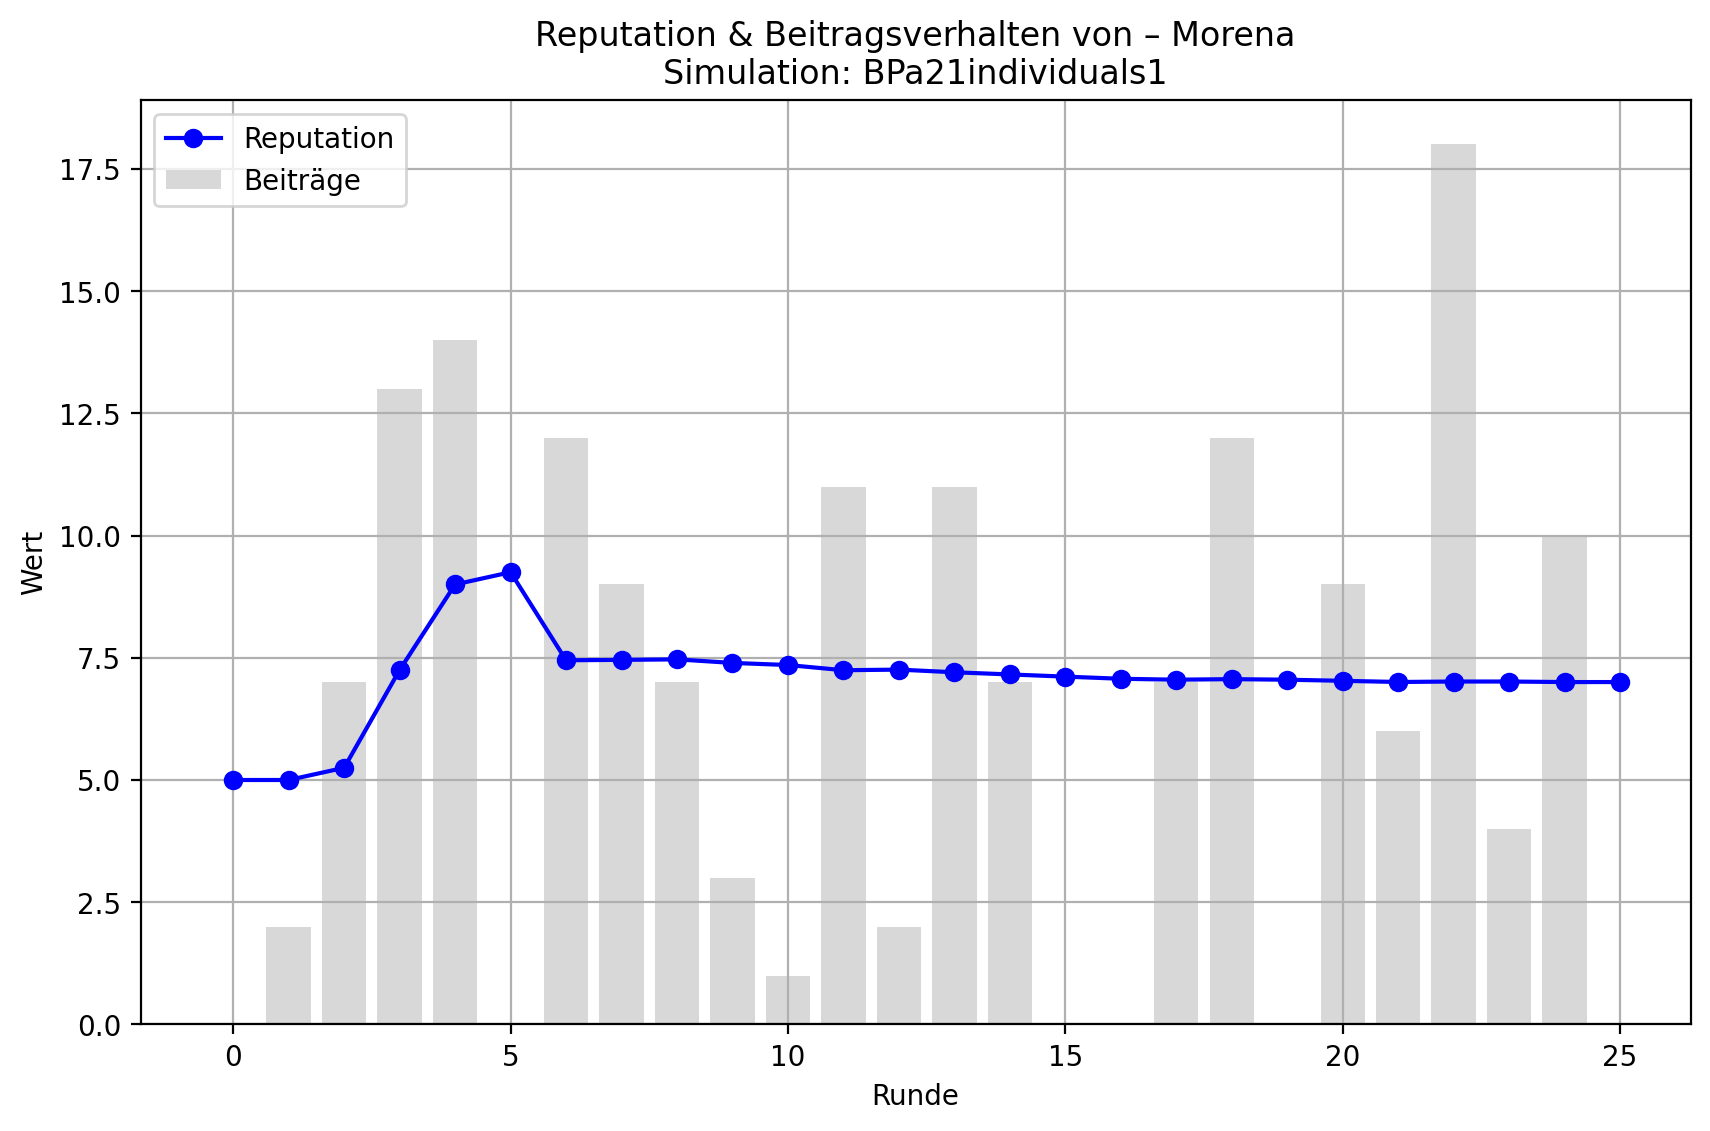 Reputation & Beitragsverhalten von – Morena
Simulation: BPa21individuals1
Reputation
Beiträge
17.5
15.0
12.5
10.0
7.5
5.0
2.5
0.0
Wert
0 5 10 15 20 25
Runde